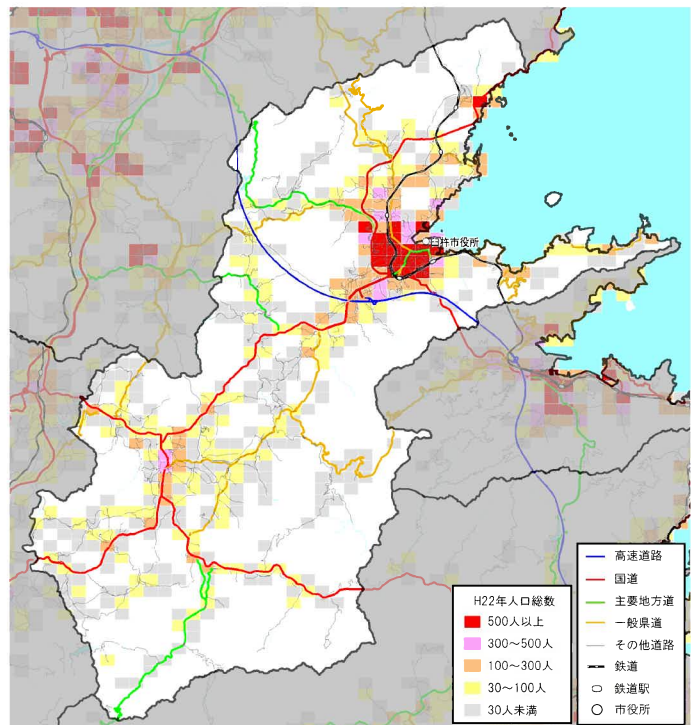 臼杵市役所
H22年人口総数
500人以上
300～500人
100～300人
30～100人
30人未満
高速道路
国道
主要地方道
一般県道
その他道路
鉄道
鉄道駅
市役所